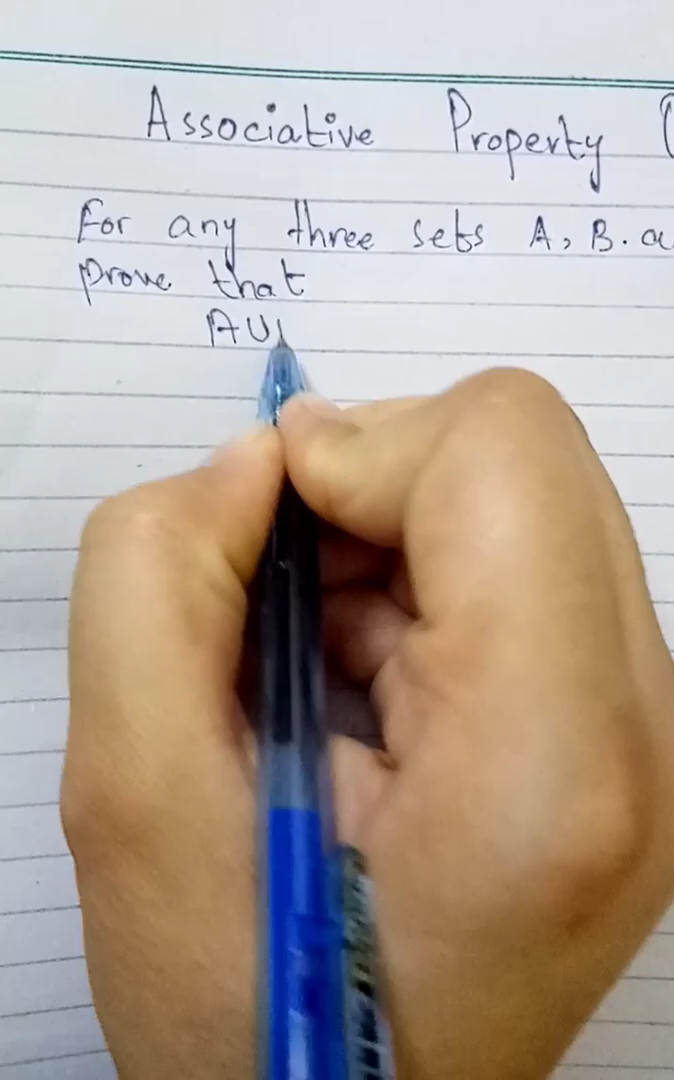 Associative Property (
For any three sets A, B. a
prove that
AU